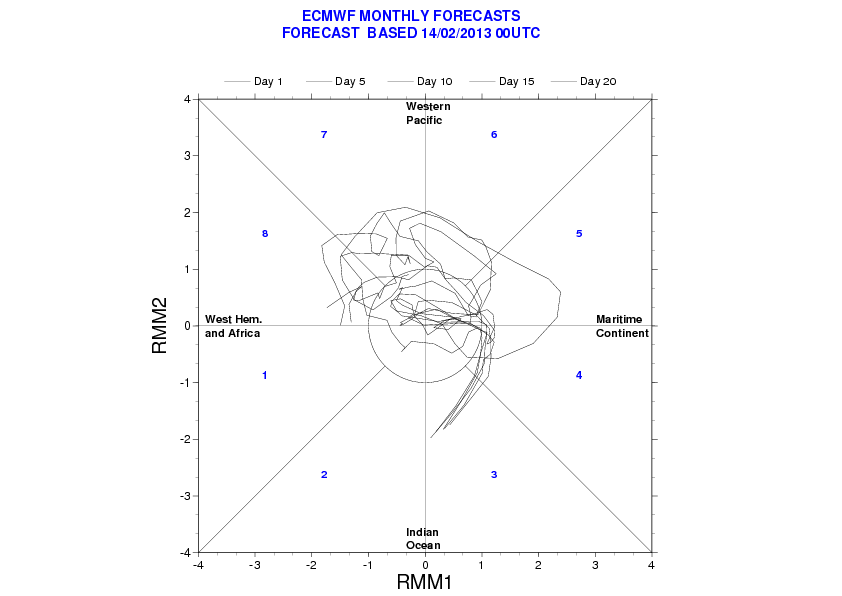 ECMWF MONTHLY FORECASTS
FORECAST BASED 14/02/2013 00UTC
Day 1 Day 5 Day 10 Day 15 Day 20
Western
Pacific
7 6
8 5
West Hem.
and Africa
Maritime
Continent
1 4
2 3
Indian
Ocean
RMM2
4
3
2
1
0
-1
-2
-3
-4
-4 -3 -2 -1 0 1 2 3 4
RMM1